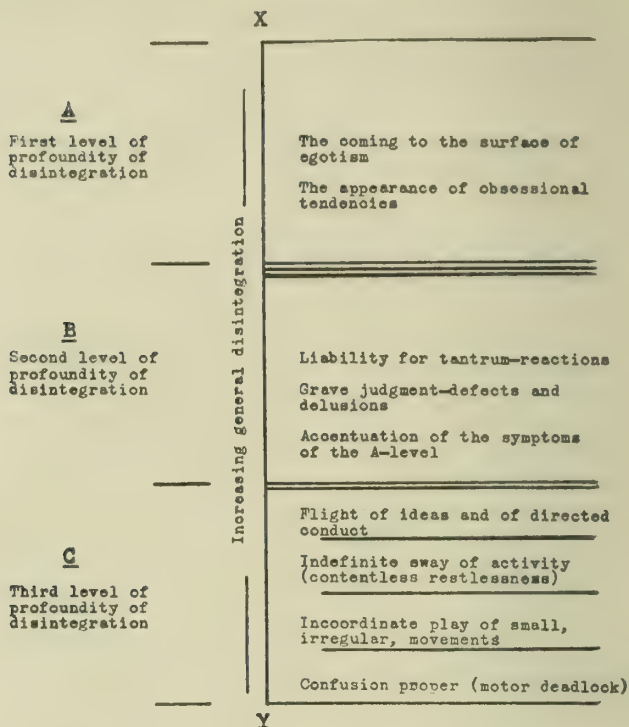 X
A
First level of
profoundity of
disintegration
The coming to the surface of
egotism
The appearance of obsessional
tendencies
Increasing general disintegration
B
Second level of
profoundity of
disintegration
Liability for tantrum-reactions
Grave judgment-defects and
delusions
Accentuation of the symptoms
of the A-level
C
Third level of
profoundity of
disintegration
Flight of ideas and of directed
conduct
Indefinite sway of activity
(contentless restlessness)
Incoordinate play of small,
irregular, movements
Confusion proper (motor deadlock)
Y